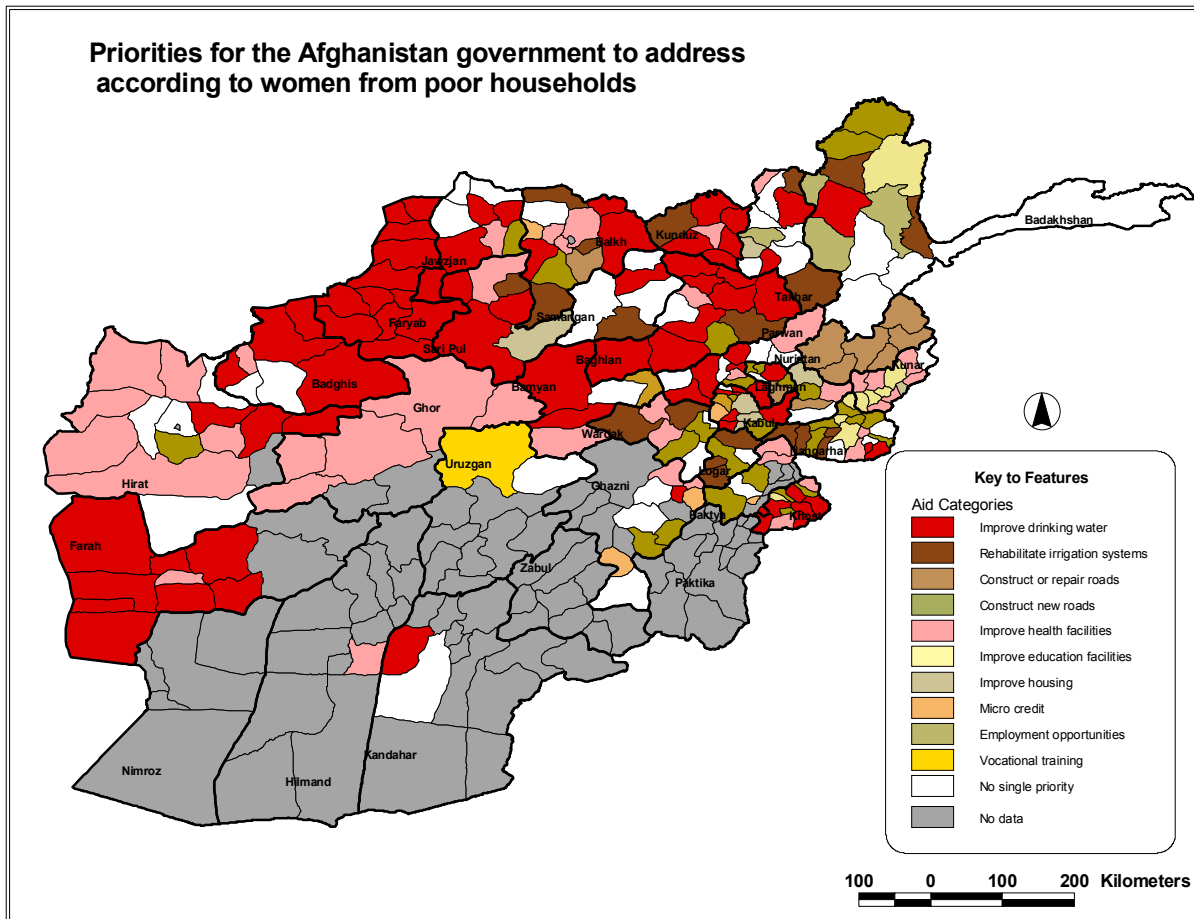 Priorities for the Afghanistan government to address
according to women from poor households
Badakhshan
Kunduz
Balkh
Jawzjan
Takhar
Samangan
Faryab
Parwan
Sari Pul
Baghlan
Nuristan
Kunar
Badghis
Bamyan
Laghman
Ghor
Kabul
Wardak
Nangarhar
Uruzgan
Logar
Hirat
Ghazni
Paktya
Khost
Farah
Zabul
Paktika
Kandahar
Nimroz
Hilmand
Key to Features
Aid Categories
Improve drinking water
Rehabilitate irrigation systems
Construct or repair roads
Construct new roads
Improve health facilities
Improve education facilities
Improve housing
Micro credit
Employment opportunities
Vocational training
No single priority
No data
100 0 100 200 Kilometers